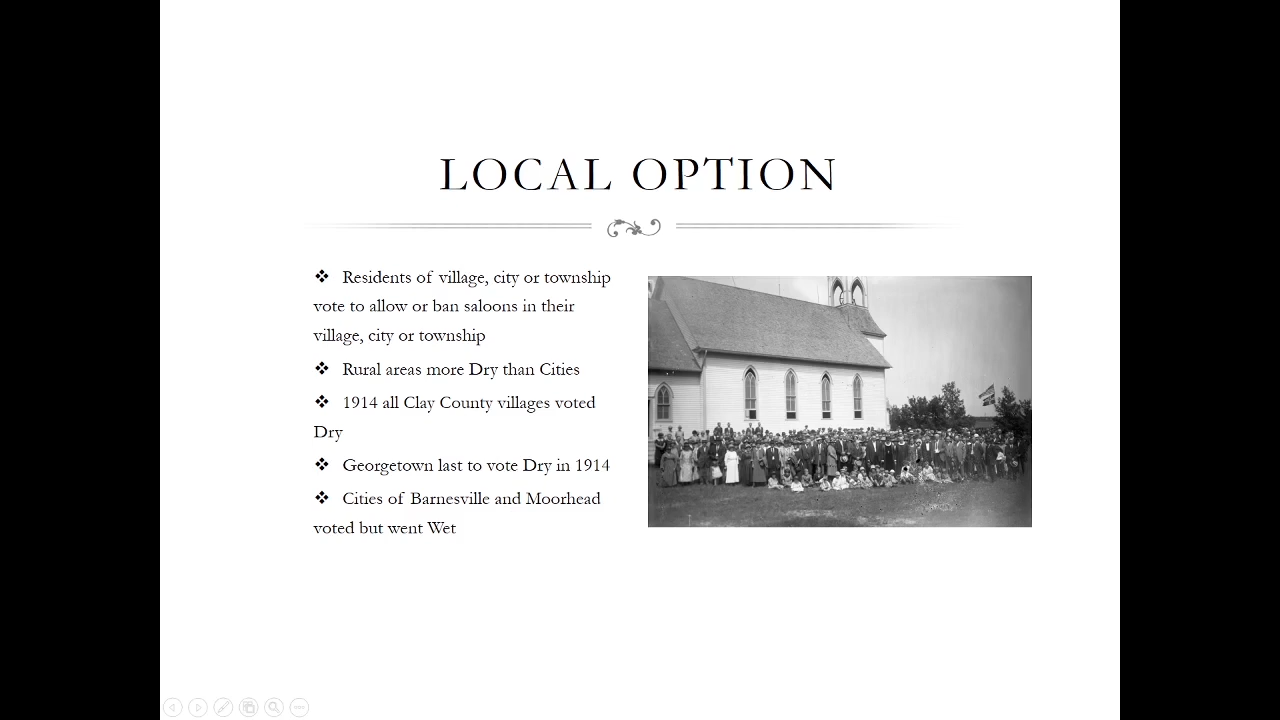 LOCAL OPTION
❖ Residents of village, city or township
vote to allow or ban saloons in their
village, city or township
❖ Rural areas more Dry than Cities
❖ 1914 all Clay County villages voted
Dry
❖ Georgetown last to vote Dry in 1914
❖ Cities of Barnesville and Moorhead
voted but went Wet